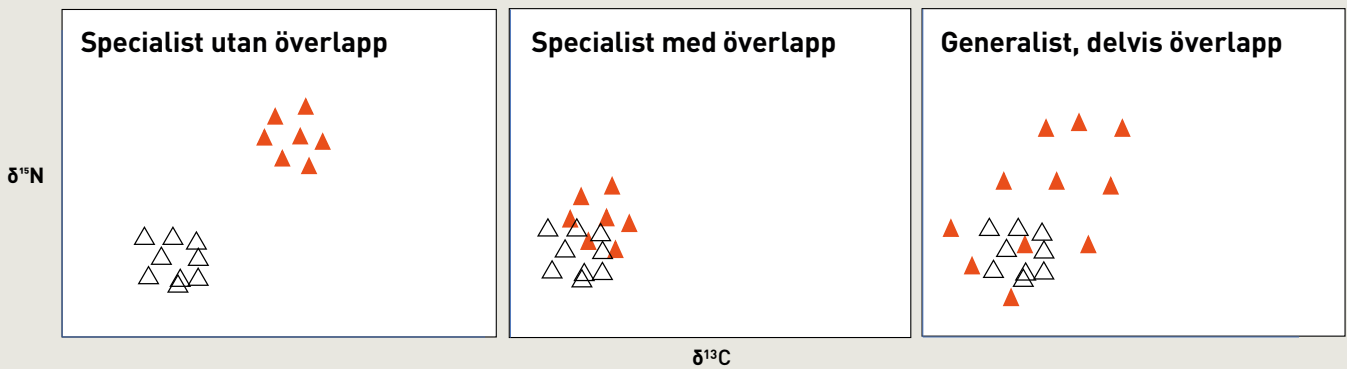 Specialist utan överlapp
Specialist med överlapp
Generalist, delvis överlapp
δ¹⁵N
δ¹³C